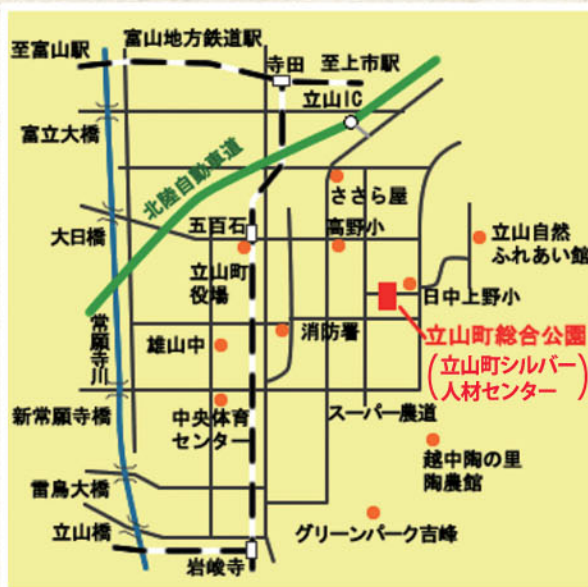 富山地方鉄道駅
至富山駅
寺田
至上市駅
立山IC
富立大橋
北陸自動車道
ささら屋
五百石
高野小
大日橋
立山自然
ふれあい館
立山町
役場
日中上野小
常願寺川
雄山中
消防署
立山町総合公園
(立山町シルバー
人材センター)
新常願寺橋
中央体育
センター
スーパー農道
越中陶の里
陶農館
雷鳥大橋
立山橋
グリーンパーク吉峰
岩峻寺